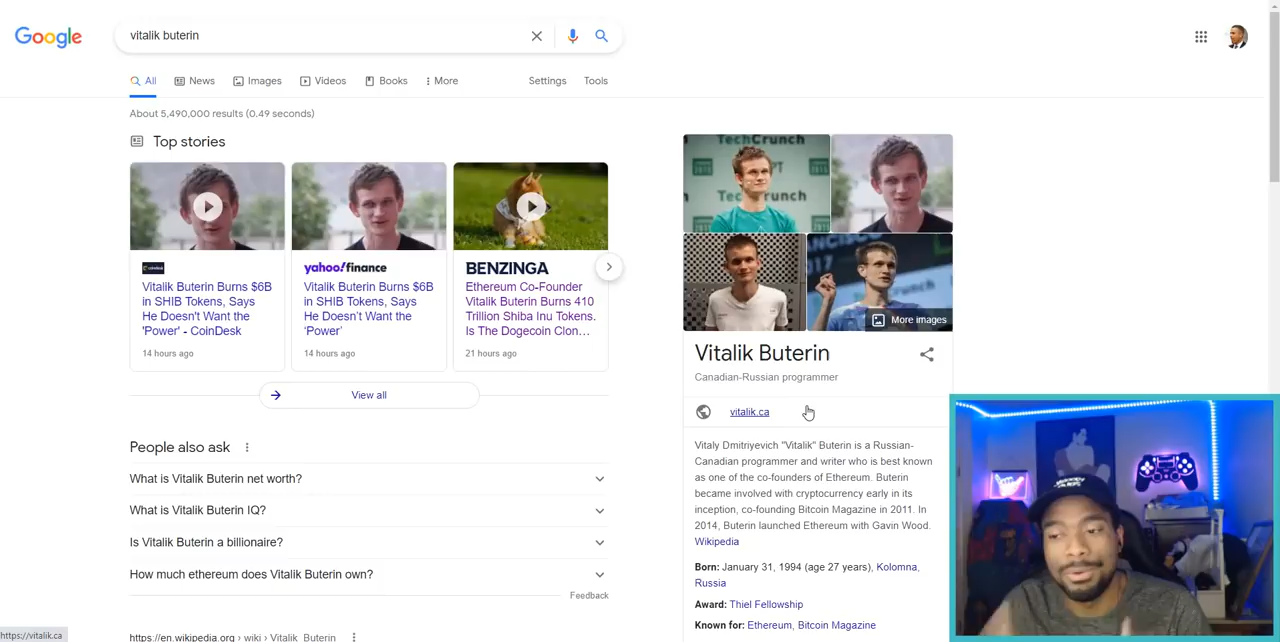 Google
vitalik buterin
All
News
Images
Videos
Books
More
Settings
Tools
About 5,490,000 results (0.49 seconds)
Top stories
Vitalik Buterin Burns $6B
in SHIB Tokens, Says
He Doesn't Want the
'Power' - CoinDesk
14 hours ago
yahoo!finance
Vitalik Buterin Burns $6B
in SHIB Tokens, Says
He Doesn't Want the
'Power'
14 hours ago
BENZINGA
Ethereum Co-Founder
Vitalik Buterin Burns 410
Trillion Shiba Inu Tokens.
Is The Dogecoin Clon...
21 hours ago
View all
People also ask
What is Vitalik Buterin net worth?
What is Vitalik Buterin IQ?
Is Vitalik Buterin a billionaire?
How much ethereum does Vitalik Buterin own?
Feedback
https://en.wikipedia.org › wiki › Vitalik_Buterin
https://vitalik.ca
TechCrunch
TechCrunch
More images
Vitalik Buterin
Canadian-Russian programmer
vitalik.ca
Vitaly Dmitriyevich "Vitalik" Buterin is a Russian-
Canadian programmer and writer who is best known
as one of the co-founders of Ethereum. Buterin
became involved with cryptocurrency early in its
inception, co-founding Bitcoin Magazine in 2011. In
2014, Buterin launched Ethereum with Gavin Wood.
Wikipedia
Born: January 31, 1994 (age 27 years), Kolomna,
Russia
Award: Thiel Fellowship
Known for: Ethereum, Bitcoin Magazine